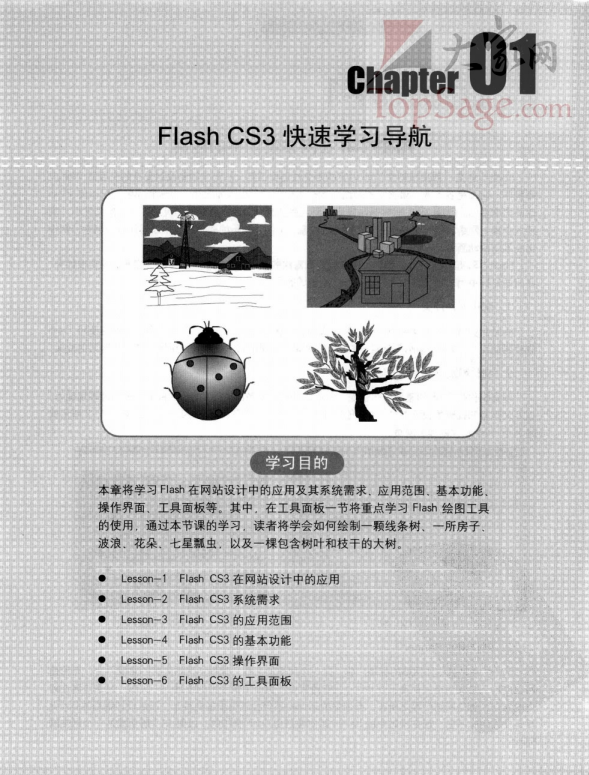 大家网
Chapter 01
TopSage.com
Flash CS3 快速学习导航
学习目的
本章将学习 Flash 在网站设计中的应用及其系统需求、应用范围、基本功能、
操作界面、工具面板等。其中，在工具面板一节将重点学习 Flash 绘图工具
的使用，通过本节课的学习，读者将学会如何绘制一颗线条树、一所房子、
波浪、花朵、七星瓢虫，以及一棵包含树叶和枝干的大树。
● Lesson-1 Flash CS3 在网站设计中的应用
● Lesson-2 Flash CS3 系统需求
● Lesson-3 Flash CS3 的应用范围
● Lesson-4 Flash CS3 的基本功能
● Lesson-5 Flash CS3 操作界面
● Lesson-6 Flash CS3 的工具面板